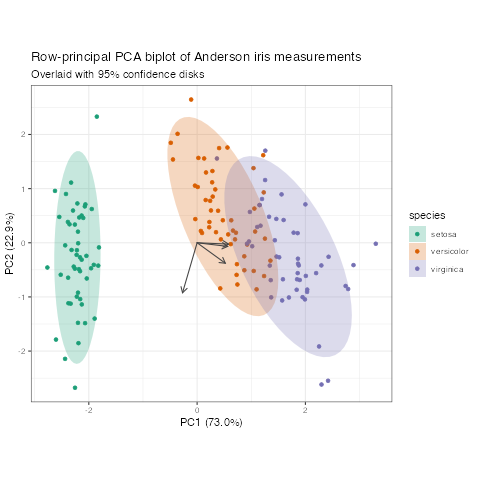 Row-principal PCA biplot of Anderson iris measurements
Overlaid with 95% confidence disks
PC2 (22.9%)
2
1
0
-1
-2
-2
0
2
PC1 (73.0%)
species
setosa
versicolor
virginica